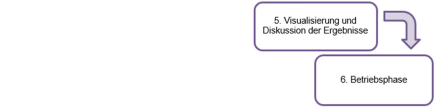 5. Visualisierung und
Diskussion der Ergebnisse
6. Betriebsphase